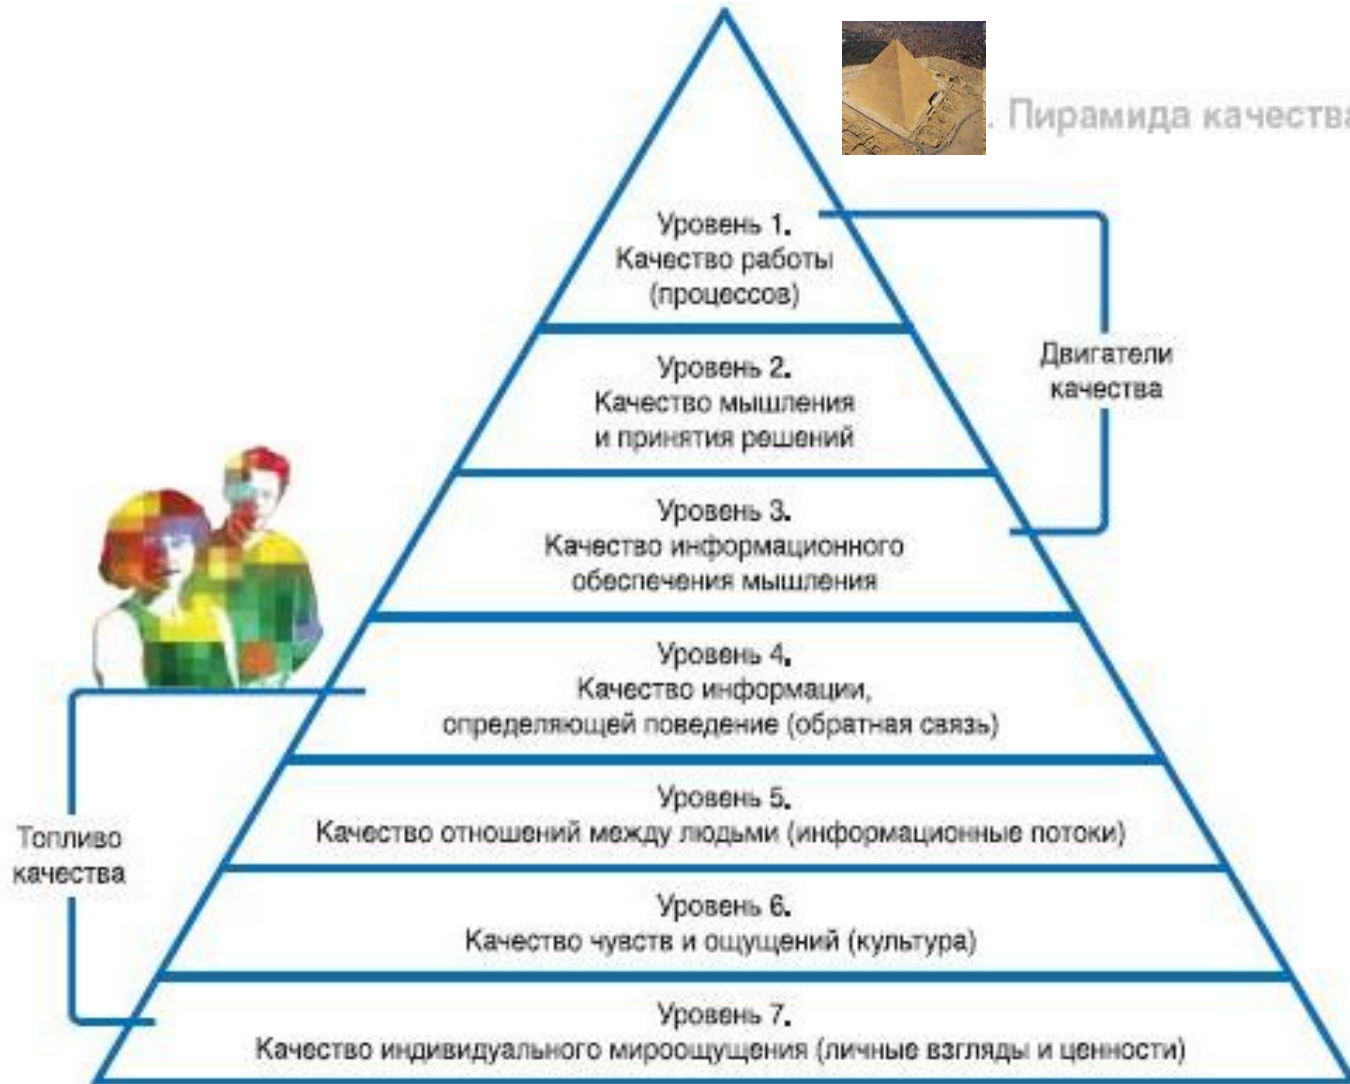 . Пирамида качества
Уровень 1.
Качество работы
(процессов)
Двигатели
качества
Уровень 2.
Качество мышления
и принятия решений
Уровень 3.
Качество информационного
обеспечения мышления
Уровень 4.
Качество информации,
определяющей поведение (обратная связь)
Уровень 5.
Качество отношений между людьми (информационные потоки)
Топливо
качества
Уровень 6.
Качество чувств и ощущений (культура)
Уровень 7.
Качество индивидуального мироощущения (личные взгляды и ценности)